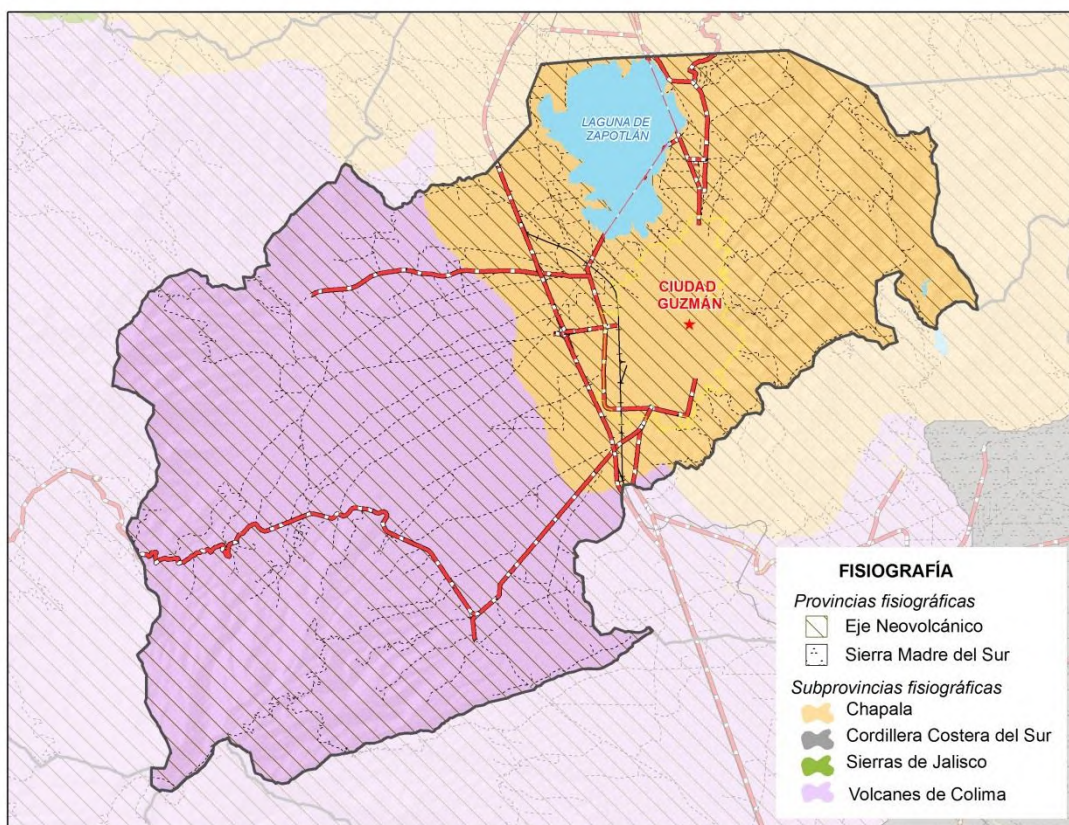 LAGUNA DE
ZAPOTLÁN
CIUDAD
GUZMÁN
FISIOGRAFÍA
Provincias fisiográficas
Eje Neovolcánico
Sierra Madre del Sur
Subprovincias fisiográficas
Chapala
Cordillera Costera del Sur
Sierras de Jalisco
Volcanes de Colima